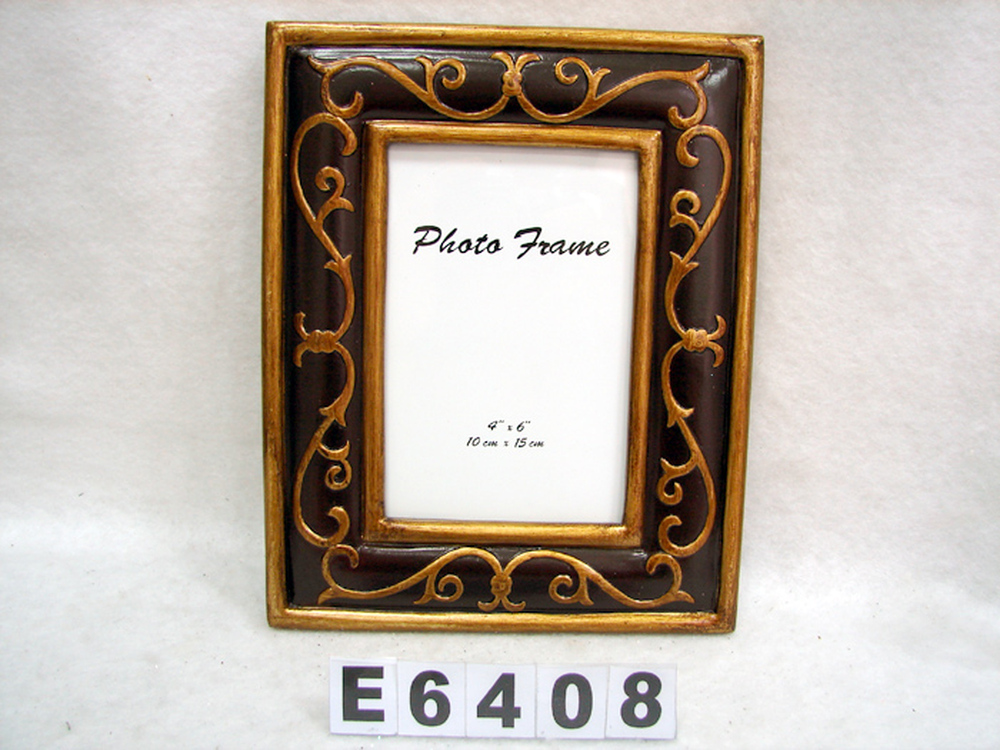 Photo Frame
4" x 6"
10 cm x 15 cm
E6408